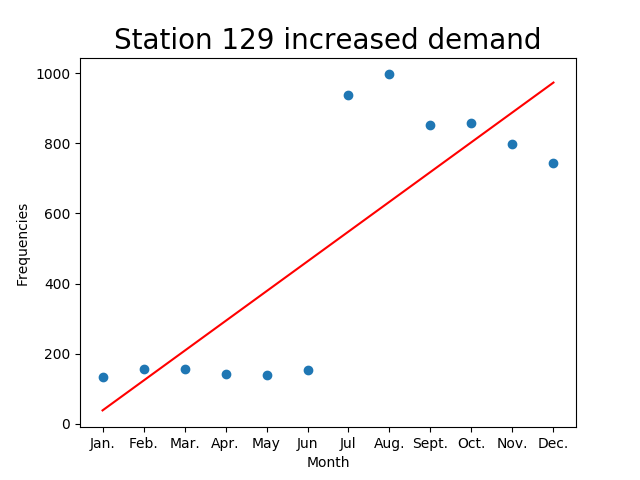 Station 129 increased demand
1000
800
600
400
200
0
Frequencies
Jan. Feb. Mar. Apr. May Jun Jul Aug. Sept. Oct. Nov. Dec.
Month